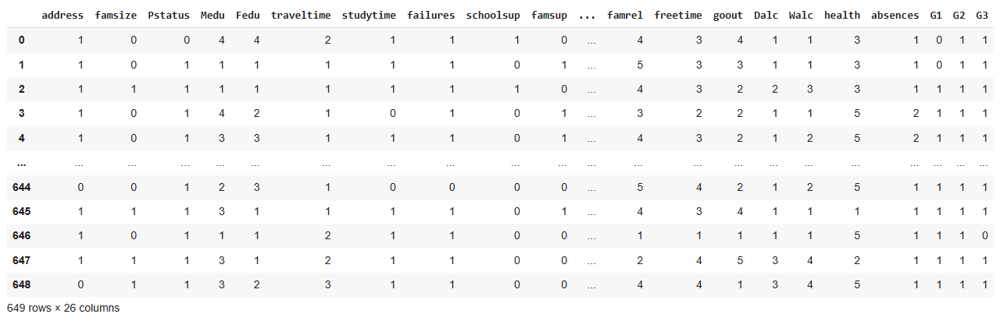 address famsize Pstatus Medu Fedu traveltime studytime failures schoolsup famsup ... famrel freetime goout Dalc Walc health absences G1 G2 G3
0 1 0 0 4 4 2 1 1 1 0 ... 4 3 4 1 1 3 1 0 1 1
1 1 0 1 1 1 1 1 1 0 1 ... 5 3 3 1 1 3 1 0 1 1
2 1 1 1 1 1 1 1 1 1 0 ... 4 3 2 2 3 3 1 1 1 1
3 1 0 1 4 2 1 0 1 0 1 ... 3 2 2 1 1 5 2 1 1 1
4 1 0 1 3 3 1 1 1 0 1 ... 4 3 2 1 2 5 2 1 1 1
... ... ... ... ... ... ... ... ... ... ... ... ... ... ... ... ... ... ... ... ... ...
644 0 0 1 2 3 1 0 0 0 0 ... 5 4 2 1 2 5 1 1 1 1
645 1 1 1 3 1 1 1 1 0 1 ... 4 3 4 1 1 1 1 1 1 1
646 1 0 1 1 1 2 1 1 0 0 ... 1 1 1 1 1 5 1 1 1 0
647 1 1 1 3 1 2 1 1 0 0 ... 2 4 5 3 4 2 1 1 1 1
648 0 1 1 3 2 3 1 1 0 0 ... 4 4 1 3 4 5 1 1 1 1
649 rows × 26 columns